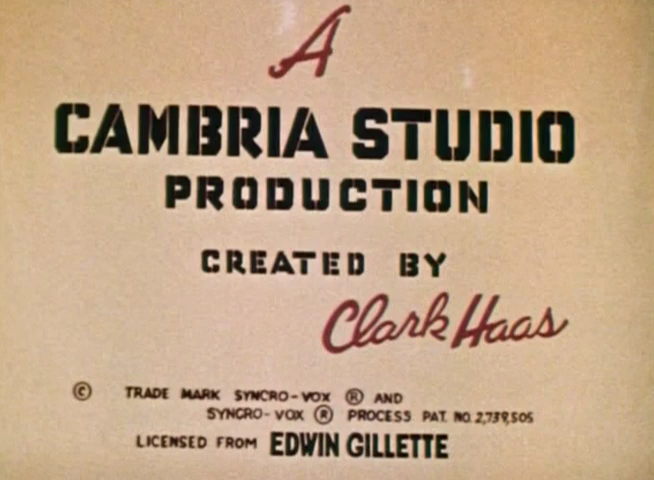 A
CAMBRIA STUDIO
PRODUCTION
CREATED BY
Clark Haas
© TRADE MARK SYNCRO-VOX ® AND
SYNCRO-VOX ® PROCESS PAT. NO. 2,739,505
LICENSED FROM EDWIN GILLETTE